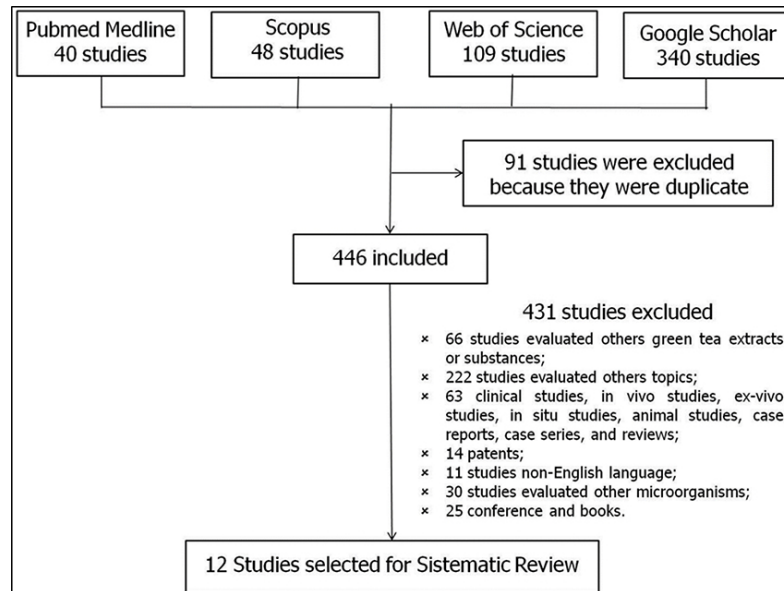 Pubmed Medline
40 studies
Scopus
48 studies
Web of Science
109 studies
Google Scholar
340 studies
91 studies were excluded
because they were duplicate
446 included
431 studies excluded
× 66 studies evaluated others green tea extracts
or substances;
× 222 studies evaluated others topics;
× 63 clinical studies, in vivo studies, ex-vivo
studies, in situ studies, animal studies, case
reports, case series, and reviews;
× 14 patents;
× 11 studies non-English language;
× 30 studies evaluated other microorganisms;
× 25 conference and books.
12 Studies selected for Sistematic Review